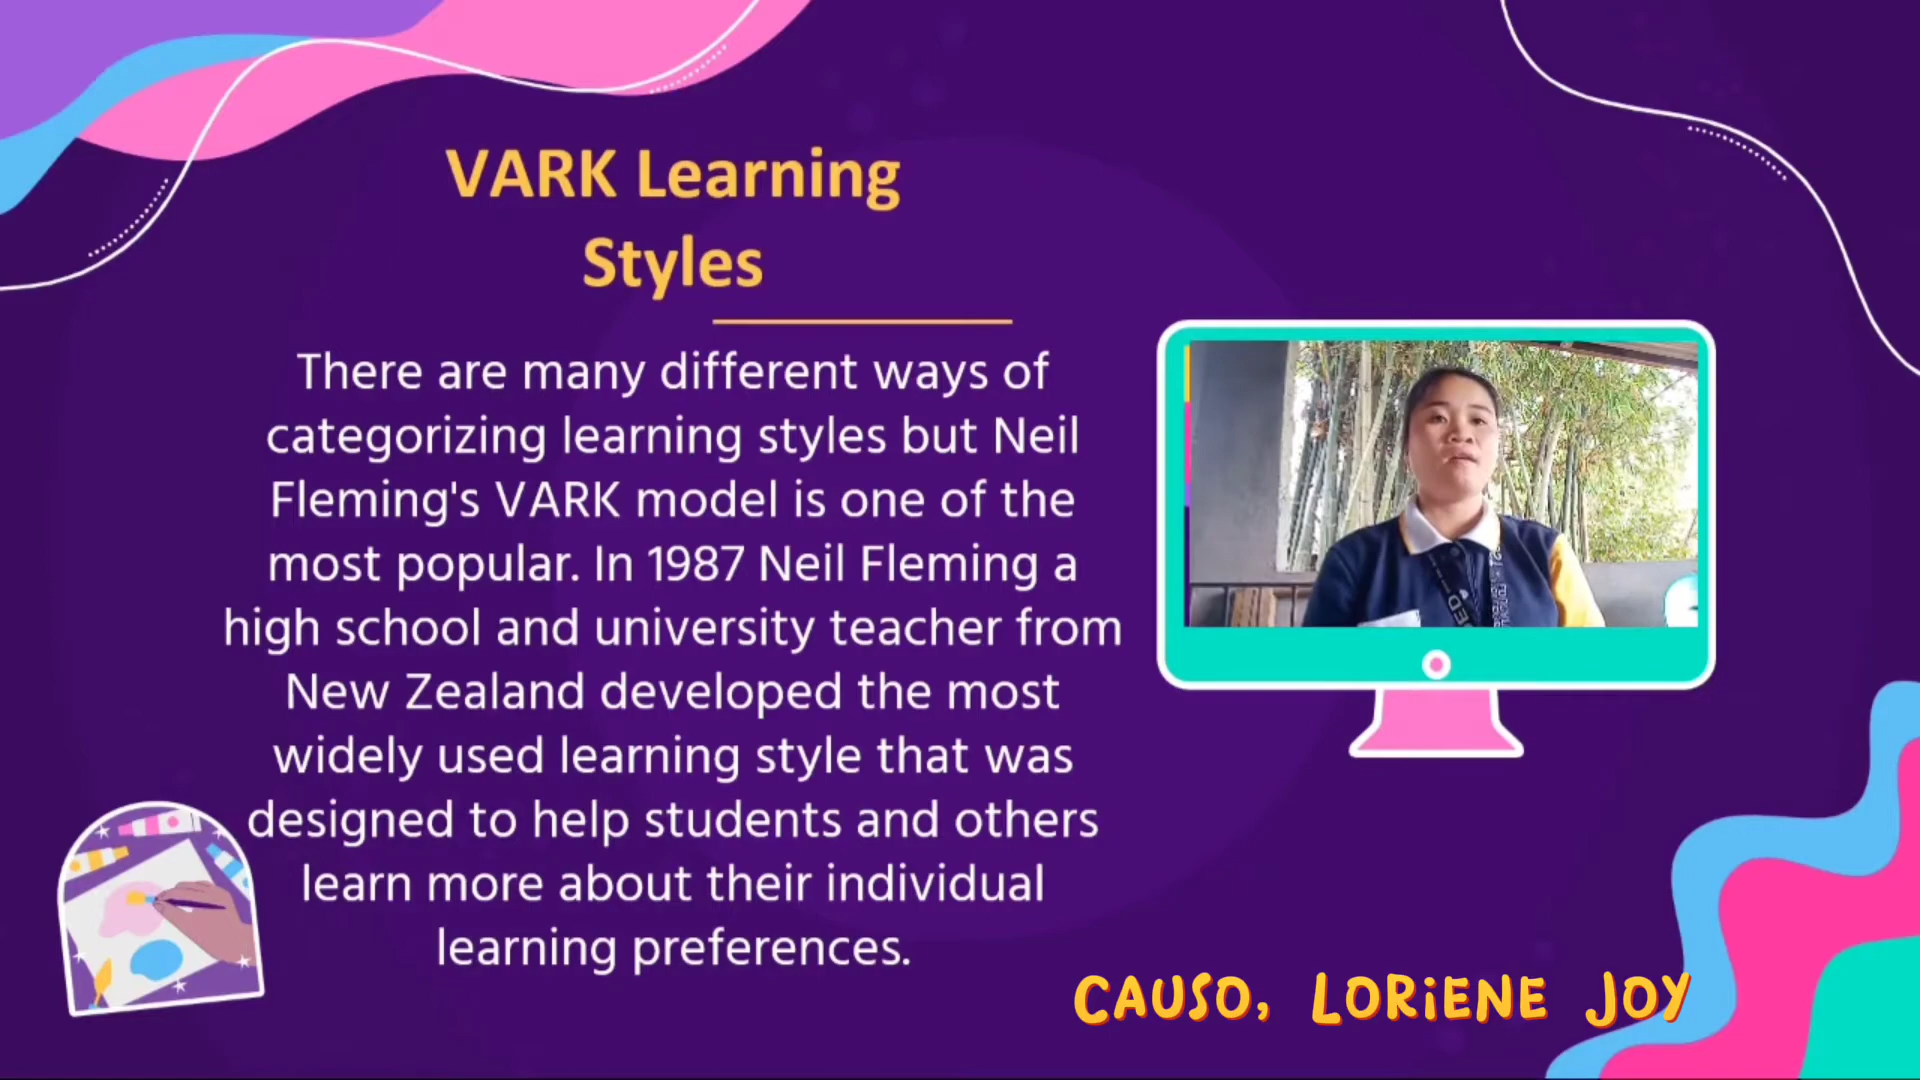 VARK Learning
Styles
There are many different ways of
categorizing learning styles but Neil
Fleming's VARK model is one of the
most popular. In 1987 Neil Fleming a
high school and university teacher from
New Zealand developed the most
widely used learning style that was
designed to help students and others
learn more about their individual
learning preferences.
CAUSO, LORiENE JOY